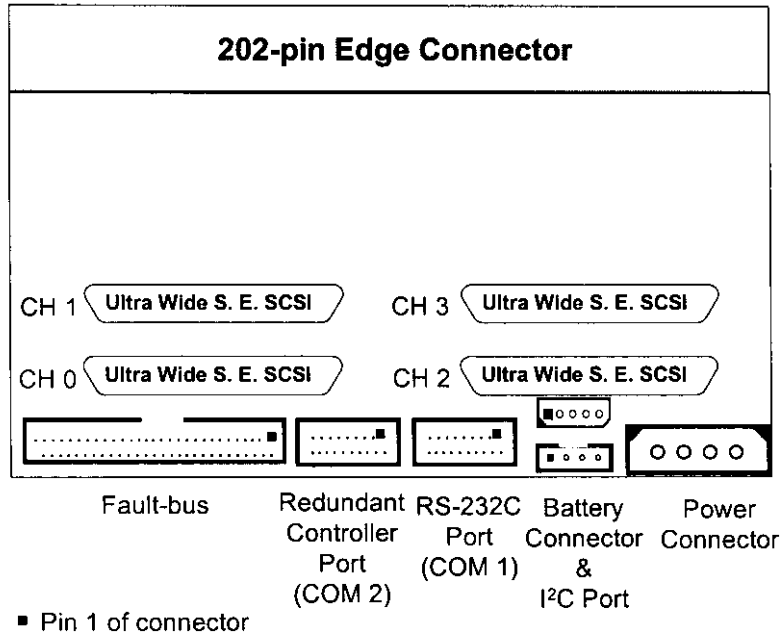 202-pin Edge Connector
CH 1 Ultra Wide S. E. SCSI
CH 3 Ultra Wide S. E. SCSI
CH 0 Ultra Wide S. E. SCSI
CH 2 Ultra Wide S. E. SCSI
Fault-bus
Redundant
Controller
Port
(COM 2)
RS-232C
Port
(COM 1)
Battery
Connector
&
I²C Port
Power
Connector
■ Pin 1 of connector